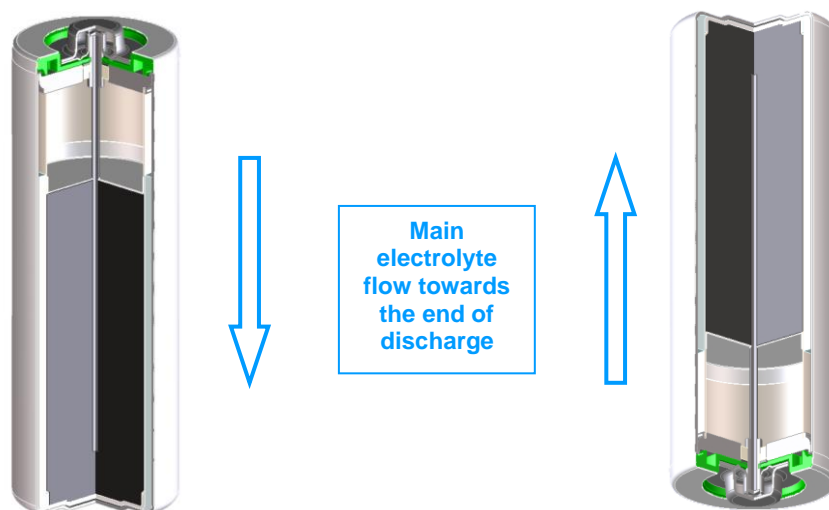 Main
electrolyte
flow towards
the end of
discharge